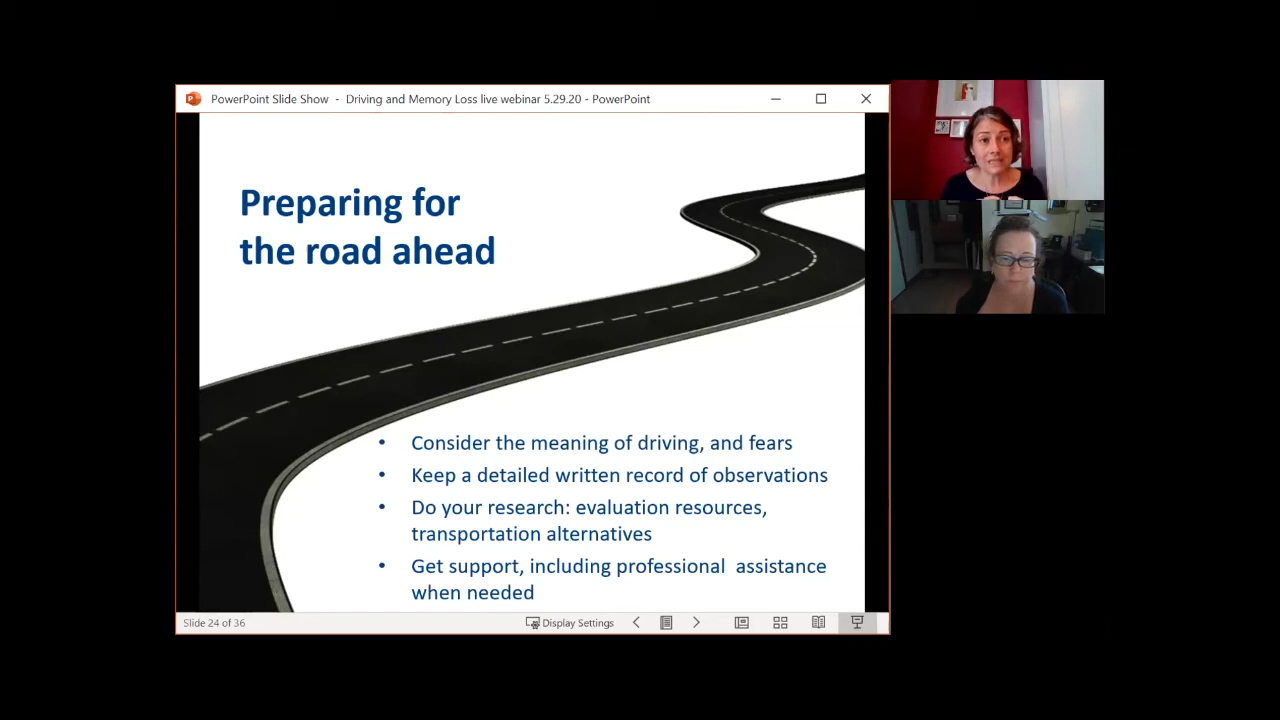 PowerPoint Slide Show - Driving and Memory Loss live webinar 5.29.20 - PowerPoint
Preparing for
the road ahead
• Consider the meaning of driving, and fears
• Keep a detailed written record of observations
• Do your research: evaluation resources,
transportation alternatives
• Get support, including professional assistance
when needed
Slide 24 of 36
Display Settings